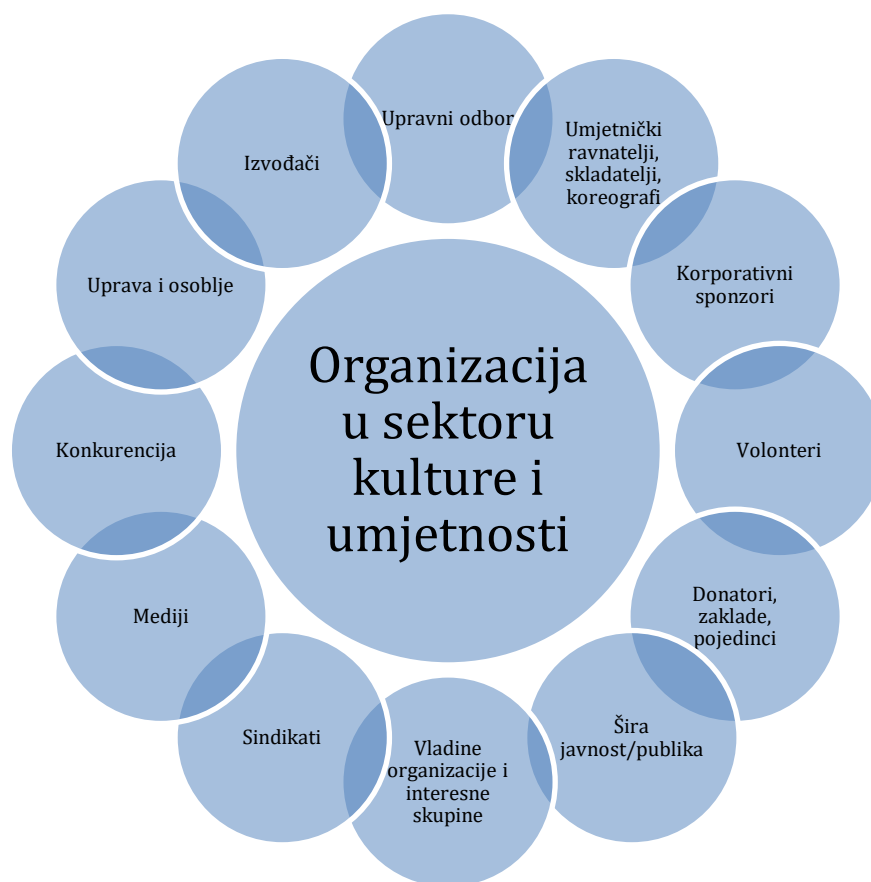 Upravni odbor
Umjetnički
ravnatelji,
skladatelji,
koreografi
Korporativni
sponzori
Volonteri
Donatori,
zaklade,
pojedinci
Šira
javnost/publika
Vladine
organizacije i
interesne
skupine
Sindikati
Mediji
Konkurencija
Uprava i osoblje
Izvođači
Organizacija
u sektoru
kulture i
umjetnosti